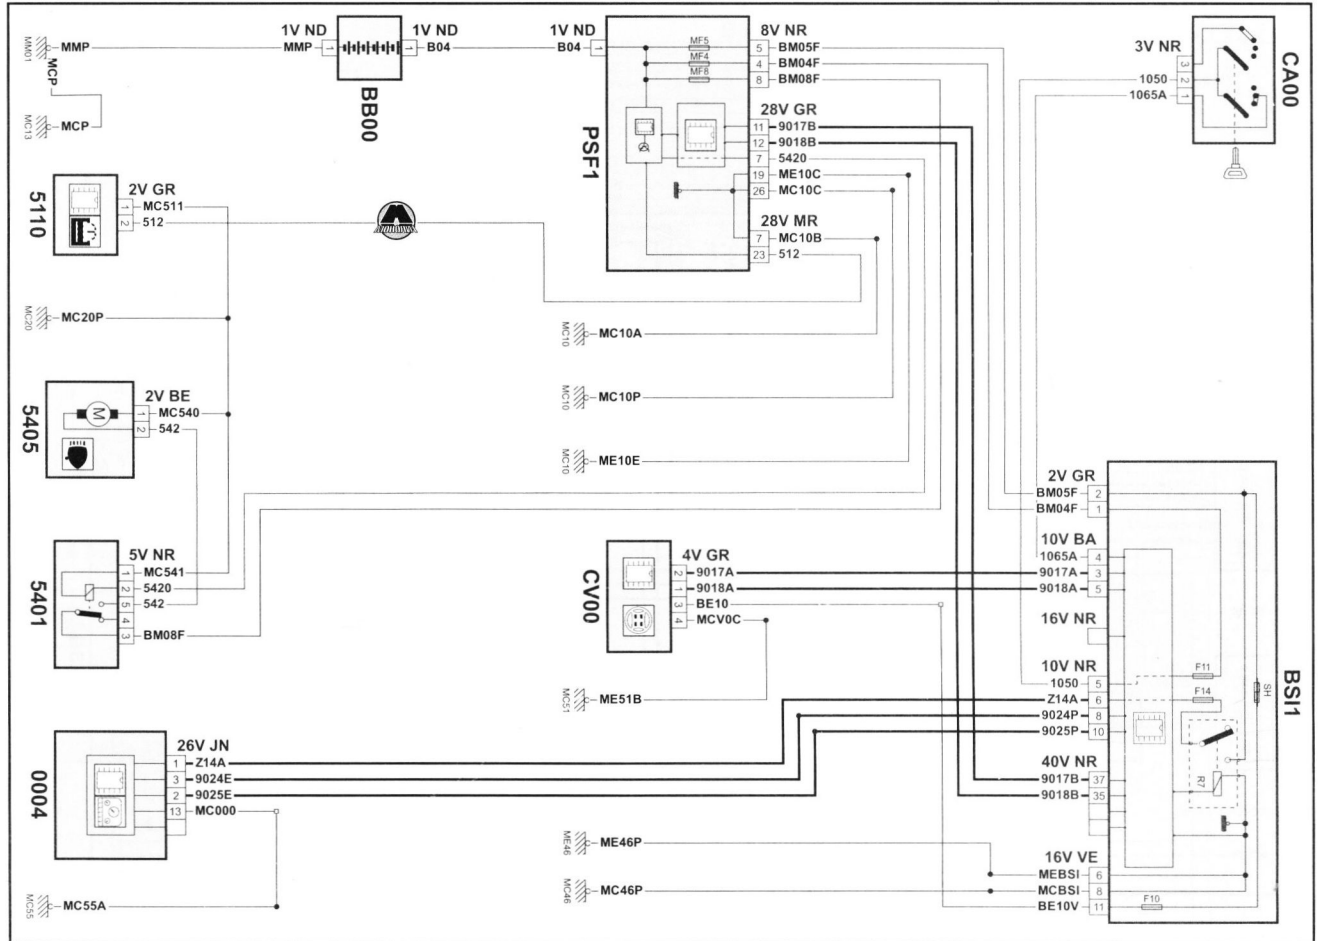 1V ND
1V ND
1V ND
MM01
MMP
MMP
1
1
B04
B04
1
BB00
MCP
MC13
MCP
PSF1
MF5
MF4
MF8
8V NR
5 BM05F
4 BM04F
8 BM08F
28V GR
11 9017B
12 9018B
7 5420
19 ME10C
26 MC10C
28V MR
7 MC10B
23 512
3V NR
3
1050 2
1065A 1
CA00
5110
2V GR
1 MC511
2 512
MC20
MC20P
MC10
MC10A
MC10
MC10P
MC10
ME10E
5405
M
2V BE
1 MC540
2 542
5401
5V NR
1 MC541
2 5420
5 542
4
3 BM08F
CV00
4V GR
2 9017A
1 9018A
3 BE10
4 MCV0C
MC51
ME51B
BSI1
2V GR
BM05F 2
BM04F 1
10V BA
1065A 4
9017A 3
9018A 5
16V NR
10V NR
1050 5
Z14A 6
9024P 8
9025P 10
F11
F14
SH
R7
40V NR
9017B 37
9018B 35
16V VE
MEBSI 6
MCBSI 8
BE10V 11
F10
0004
26V JN
1 Z14A
3 9024E
2 9025E
13 MC000
MC55
MC55A
ME46
ME46P
MC46
MC46P